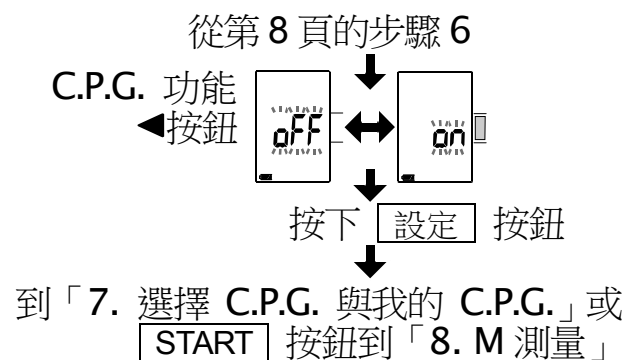 從第 8 頁的步驟 6
C.P.G. 功能
◀按鈕
oFF
on
按下 設定 按鈕
到「7. 選擇 C.P.G. 與我的 C.P.G.」或
START 按鈕到「8. M 測量」